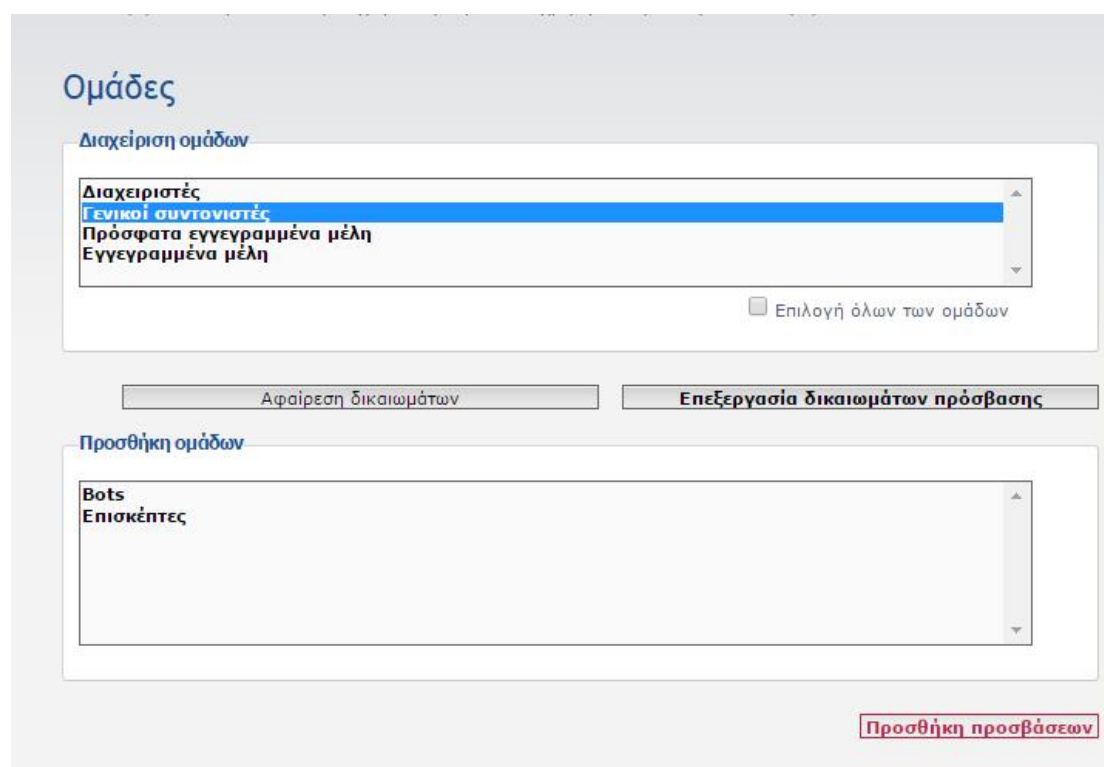 Ομάδες
Διαχείριση ομάδων
Διαχειριστές
Γενικοί συντονιστές
Πρόσφατα εγγεγραμμένα μέλη
Εγγεγραμμένα μέλη
Επιλογή όλων των ομάδων
Αφαίρεση δικαιωμάτων Επεξεργασία δικαιωμάτων πρόσβασης
Προσθήκη ομάδων
Bots
Επισκέπτες
Προσθήκη προσβάσεων